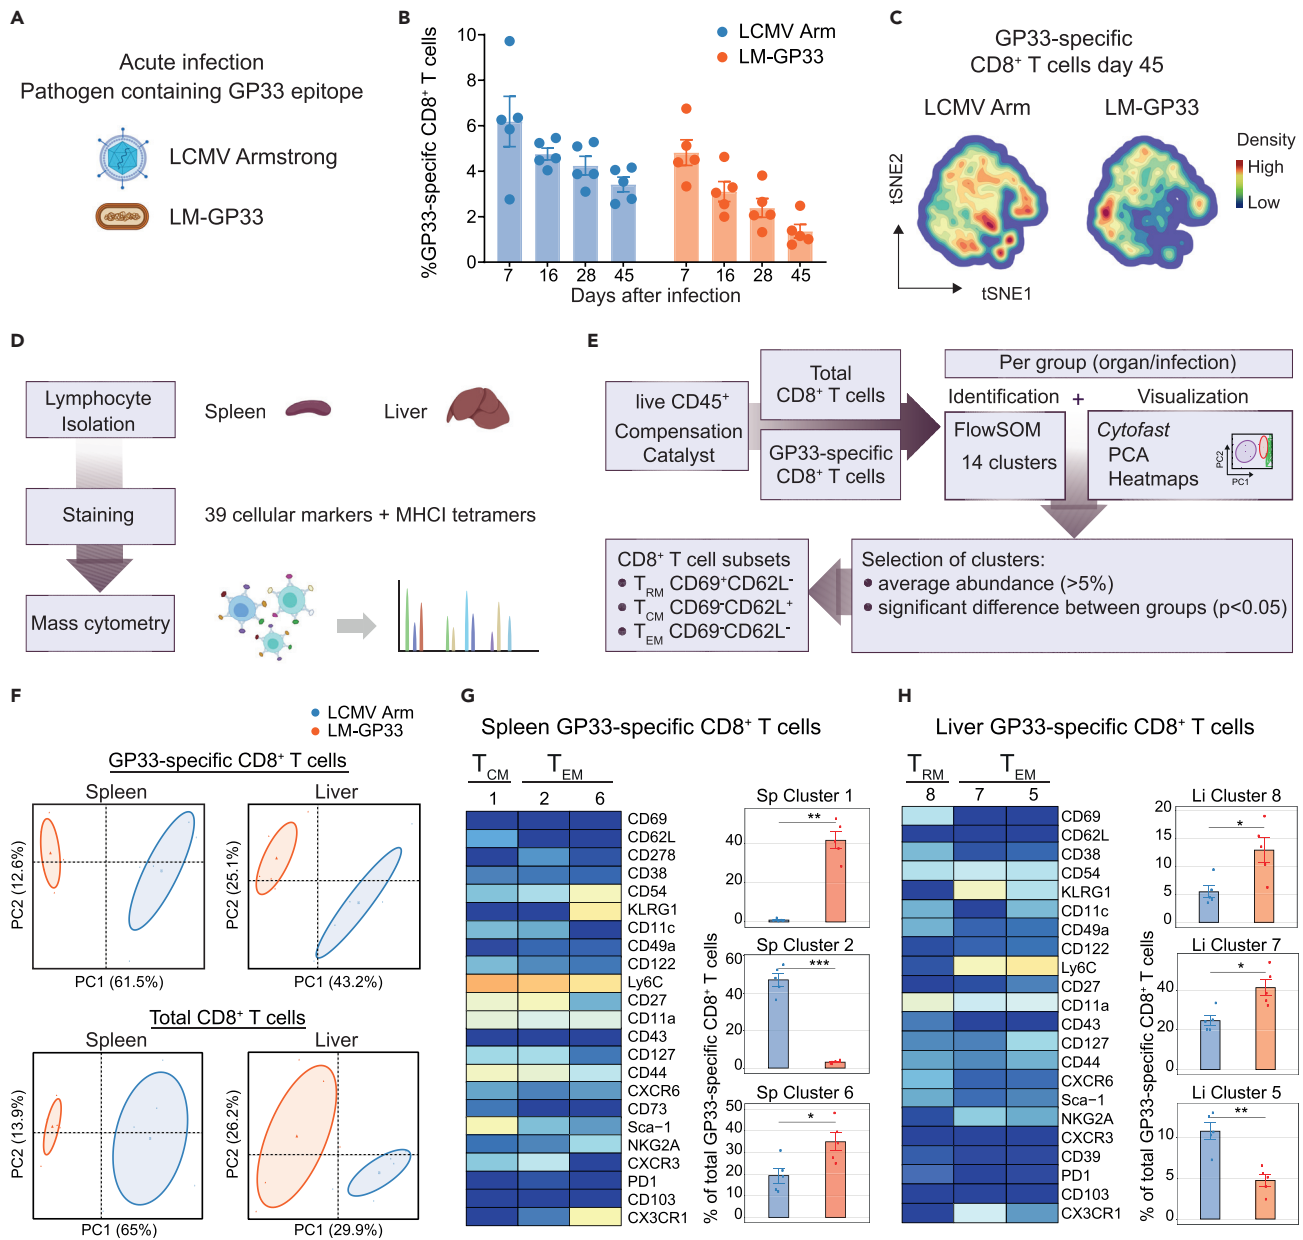 A
Acute infection
Pathogen containing GP33 epitope
LCMV Armstrong
LM-GP33
B
LCMV Arm
LM-GP33
%GP33-specifc CD8+ T cells
10
8
6
4
2
0
7 16 28 45 7 16 28 45
Days after infection
C
GP33-specific
CD8+ T cells day 45
LCMV Arm LM-GP33
Density
High
Low
tSNE2
tSNE1
D
Lymphocyte
Isolation
Spleen Liver
Staining
39 cellular markers + MHCI tetramers
Mass cytometry
E
live CD45+
Compensation
Catalyst
Total
CD8+ T cells
GP33-specific
CD8+ T cells
Per group (organ/infection)
Identification + Visualization
FlowSOM
14 clusters
Cytofast
PCA
Heatmaps
PC2
PC1
CD8+ T cell subsets
TRM CD69+CD62L-
TCM CD69-CD62L+
TEM CD69-CD62L-
Selection of clusters:
average abundance (>5%)
significant difference between groups (p<0.05)
F
LCMV Arm
LM-GP33
GP33-specific CD8+ T cells
Spleen Liver
PC2 (12.6%)
PC1 (61.5%)
PC2 (25.1%)
PC1 (43.2%)
Total CD8+ T cells
Spleen Liver
PC2 (13.9%)
PC1 (65%)
PC2 (26.2%)
PC1 (29.9%)
G
Spleen GP33-specific CD8+ T cells
TCM TEM
1 2 6
CD69
CD62L
CD278
CD38
CD54
KLRG1
CD11c
CD49a
CD122
Ly6C
CD27
CD11a
CD43
CD127
CD44
CXCR6
CD73
Sca-1
NKG2A
CXCR3
PD1
CD103
CX3CR1
% of total GP33-specific CD8+ T cells
Sp Cluster 1
**
40
20
0
Sp Cluster 2
***
60
40
20
0
Sp Cluster 6
*
50
40
30
20
10
0
H
Liver GP33-specific CD8+ T cells
TRM TEM
8 7 5
CD69
CD62L
CD38
CD54
KLRG1
CD11c
CD49a
CD122
Ly6C
CD27
CD11a
CD43
CD127
CD44
CXCR6
Sca-1
NKG2A
CXCR3
CD39
PD1
CD103
CX3CR1
% of total GP33-specific CD8+ T cells
Li Cluster 8
*
20
15
10
5
0
Li Cluster 7
*
40
20
0
Li Cluster 5
**
10
5
0